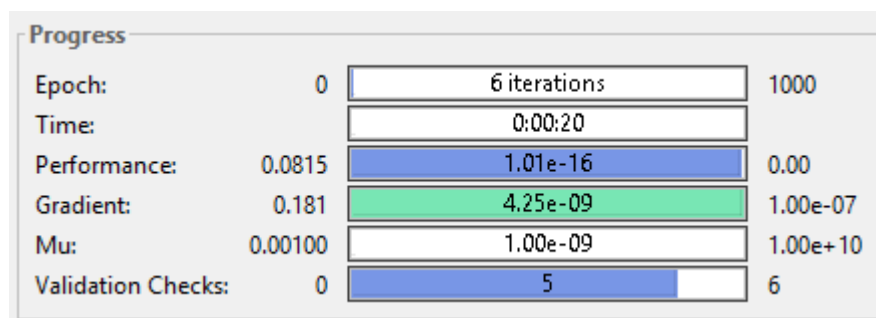 Progress
Epoch: 0 6 iterations 1000
Time: 0:00:20
Performance: 0.0815 1.01e-16 0.00
Gradient: 0.181 4.25e-09 1.00e-07
Mu: 0.00100 1.00e-09 1.00e+10
Validation Checks: 0 5 6